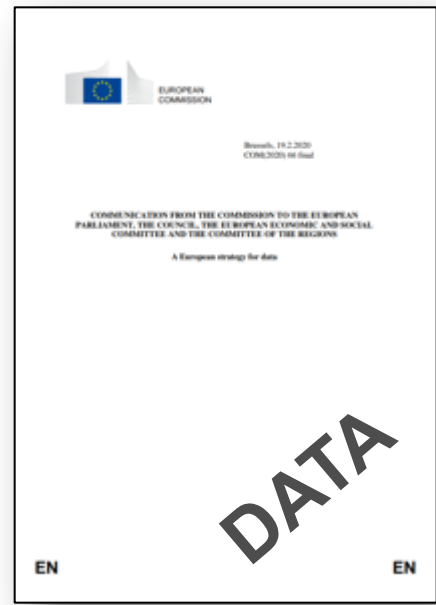 EUROPEAN
COMMISSION
Brussels, 19.2.2020
COM(2020) 66 final
COMMUNICATION FROM THE COMMISSION TO THE EUROPEAN
PARLIAMENT, THE COUNCIL, THE EUROPEAN ECONOMIC AND SOCIAL
COMMITTEE AND THE COMMITTEE OF THE REGIONS
A European strategy for data
DATA
EN
EN